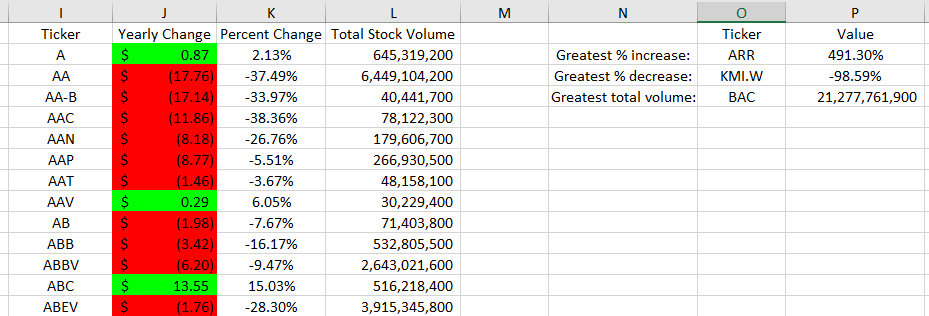 I J K L M N O P
Ticker Yearly Change Percent Change Total Stock Volume Ticker Value
A $ 0.87 2.13% 645,319,200 Greatest % increase: ARR 491.30%
AA $ (17.76) -37.49% 6,449,104,200 Greatest % decrease: KMI.W -98.59%
AA-B $ (17.14) -33.97% 40,441,700 Greatest total volume: BAC 21,277,761,900
AAC $ (11.86) -38.36% 78,122,300
AAN $ (8.18) -26.76% 179,606,700
AAP $ (8.77) -5.51% 266,930,500
AAT $ (1.46) -3.67% 48,158,100
AAV $ 0.29 6.05% 30,229,400
AB $ (1.98) -7.67% 71,403,800
ABB $ (3.42) -16.17% 532,805,500
ABBV $ (6.20) -9.47% 2,643,021,600
ABC $ 13.55 15.03% 516,218,400
ABEV $ (1.76) -28.30% 3,915,345,800